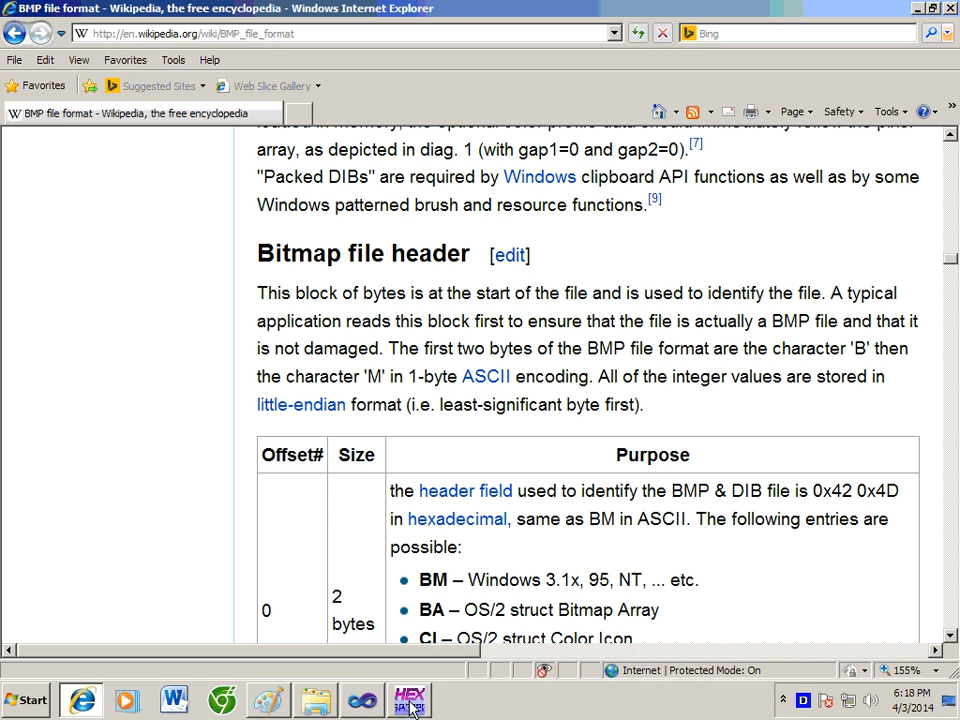 BMP file format - Wikipedia, the free encyclopedia - Windows Internet Explorer
http://en.wikipedia.org/wiki/BMP_file_format
Bing
File Edit View Favorites Tools Help
Favorites Suggested Sites Web Slice Gallery
W BMP file format - Wikipedia, the free encyclopedia
Page Safety Tools
array, as depicted in diag. 1 (with gap1=0 and gap2=0).[7]
"Packed DIBs" are required by Windows clipboard API functions as well as by some
Windows patterned brush and resource functions.[9]
Bitmap file header [edit]
This block of bytes is at the start of the file and is used to identify the file. A typical
application reads this block first to ensure that the file is actually a BMP file and that it
is not damaged. The first two bytes of the BMP file format are the character 'B' then
the character 'M' in 1-byte ASCII encoding. All of the integer values are stored in
little-endian format (i.e. least-significant byte first).
Offset# Size Purpose
the header field used to identify the BMP & DIB file is 0x42 0x4D
in hexadecimal, same as BM in ASCII. The following entries are
possible:
BM – Windows 3.1x, 95, NT, ... etc.
0 2 bytes
BA – OS/2 struct Bitmap Array
CI – OS/2 struct Color Icon
Internet | Protected Mode: On
155%
Start
HEX
D
6:18 PM
4/3/2014